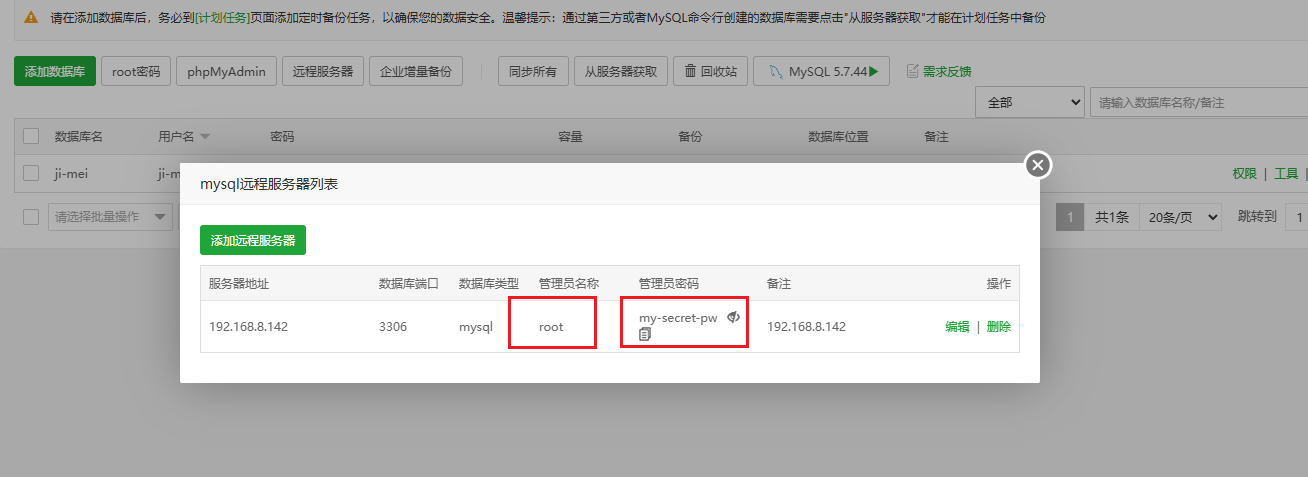 请在添加数据库后，务必到[计划任务]页面添加定时备份任务，以确保您的数据安全。温馨提示：通过第三方或者MySQL命令行创建的数据库需要点击"从服务器获取"才能在计划任务中备份
添加数据库 root密码 phpMyAdmin 远程服务器 企业增量备份 同步所有 从服务器获取 回收站 MySQL 5.7.44 需求反馈
全部 请输入数据库名称/备注
数据库名 用户名 密码 容量 备份 数据库位置 备注
ji-mei ji-m 权限 | 工具 |
请选择批量操作 1 共1条 20条/页 跳转到 1
mysql远程服务器列表
添加远程服务器
服务器地址 数据库端口 数据库类型 管理员名称 管理员密码 备注 操作
192.168.8.142 3306 mysql root my-secret-pw 192.168.8.142 编辑 | 删除